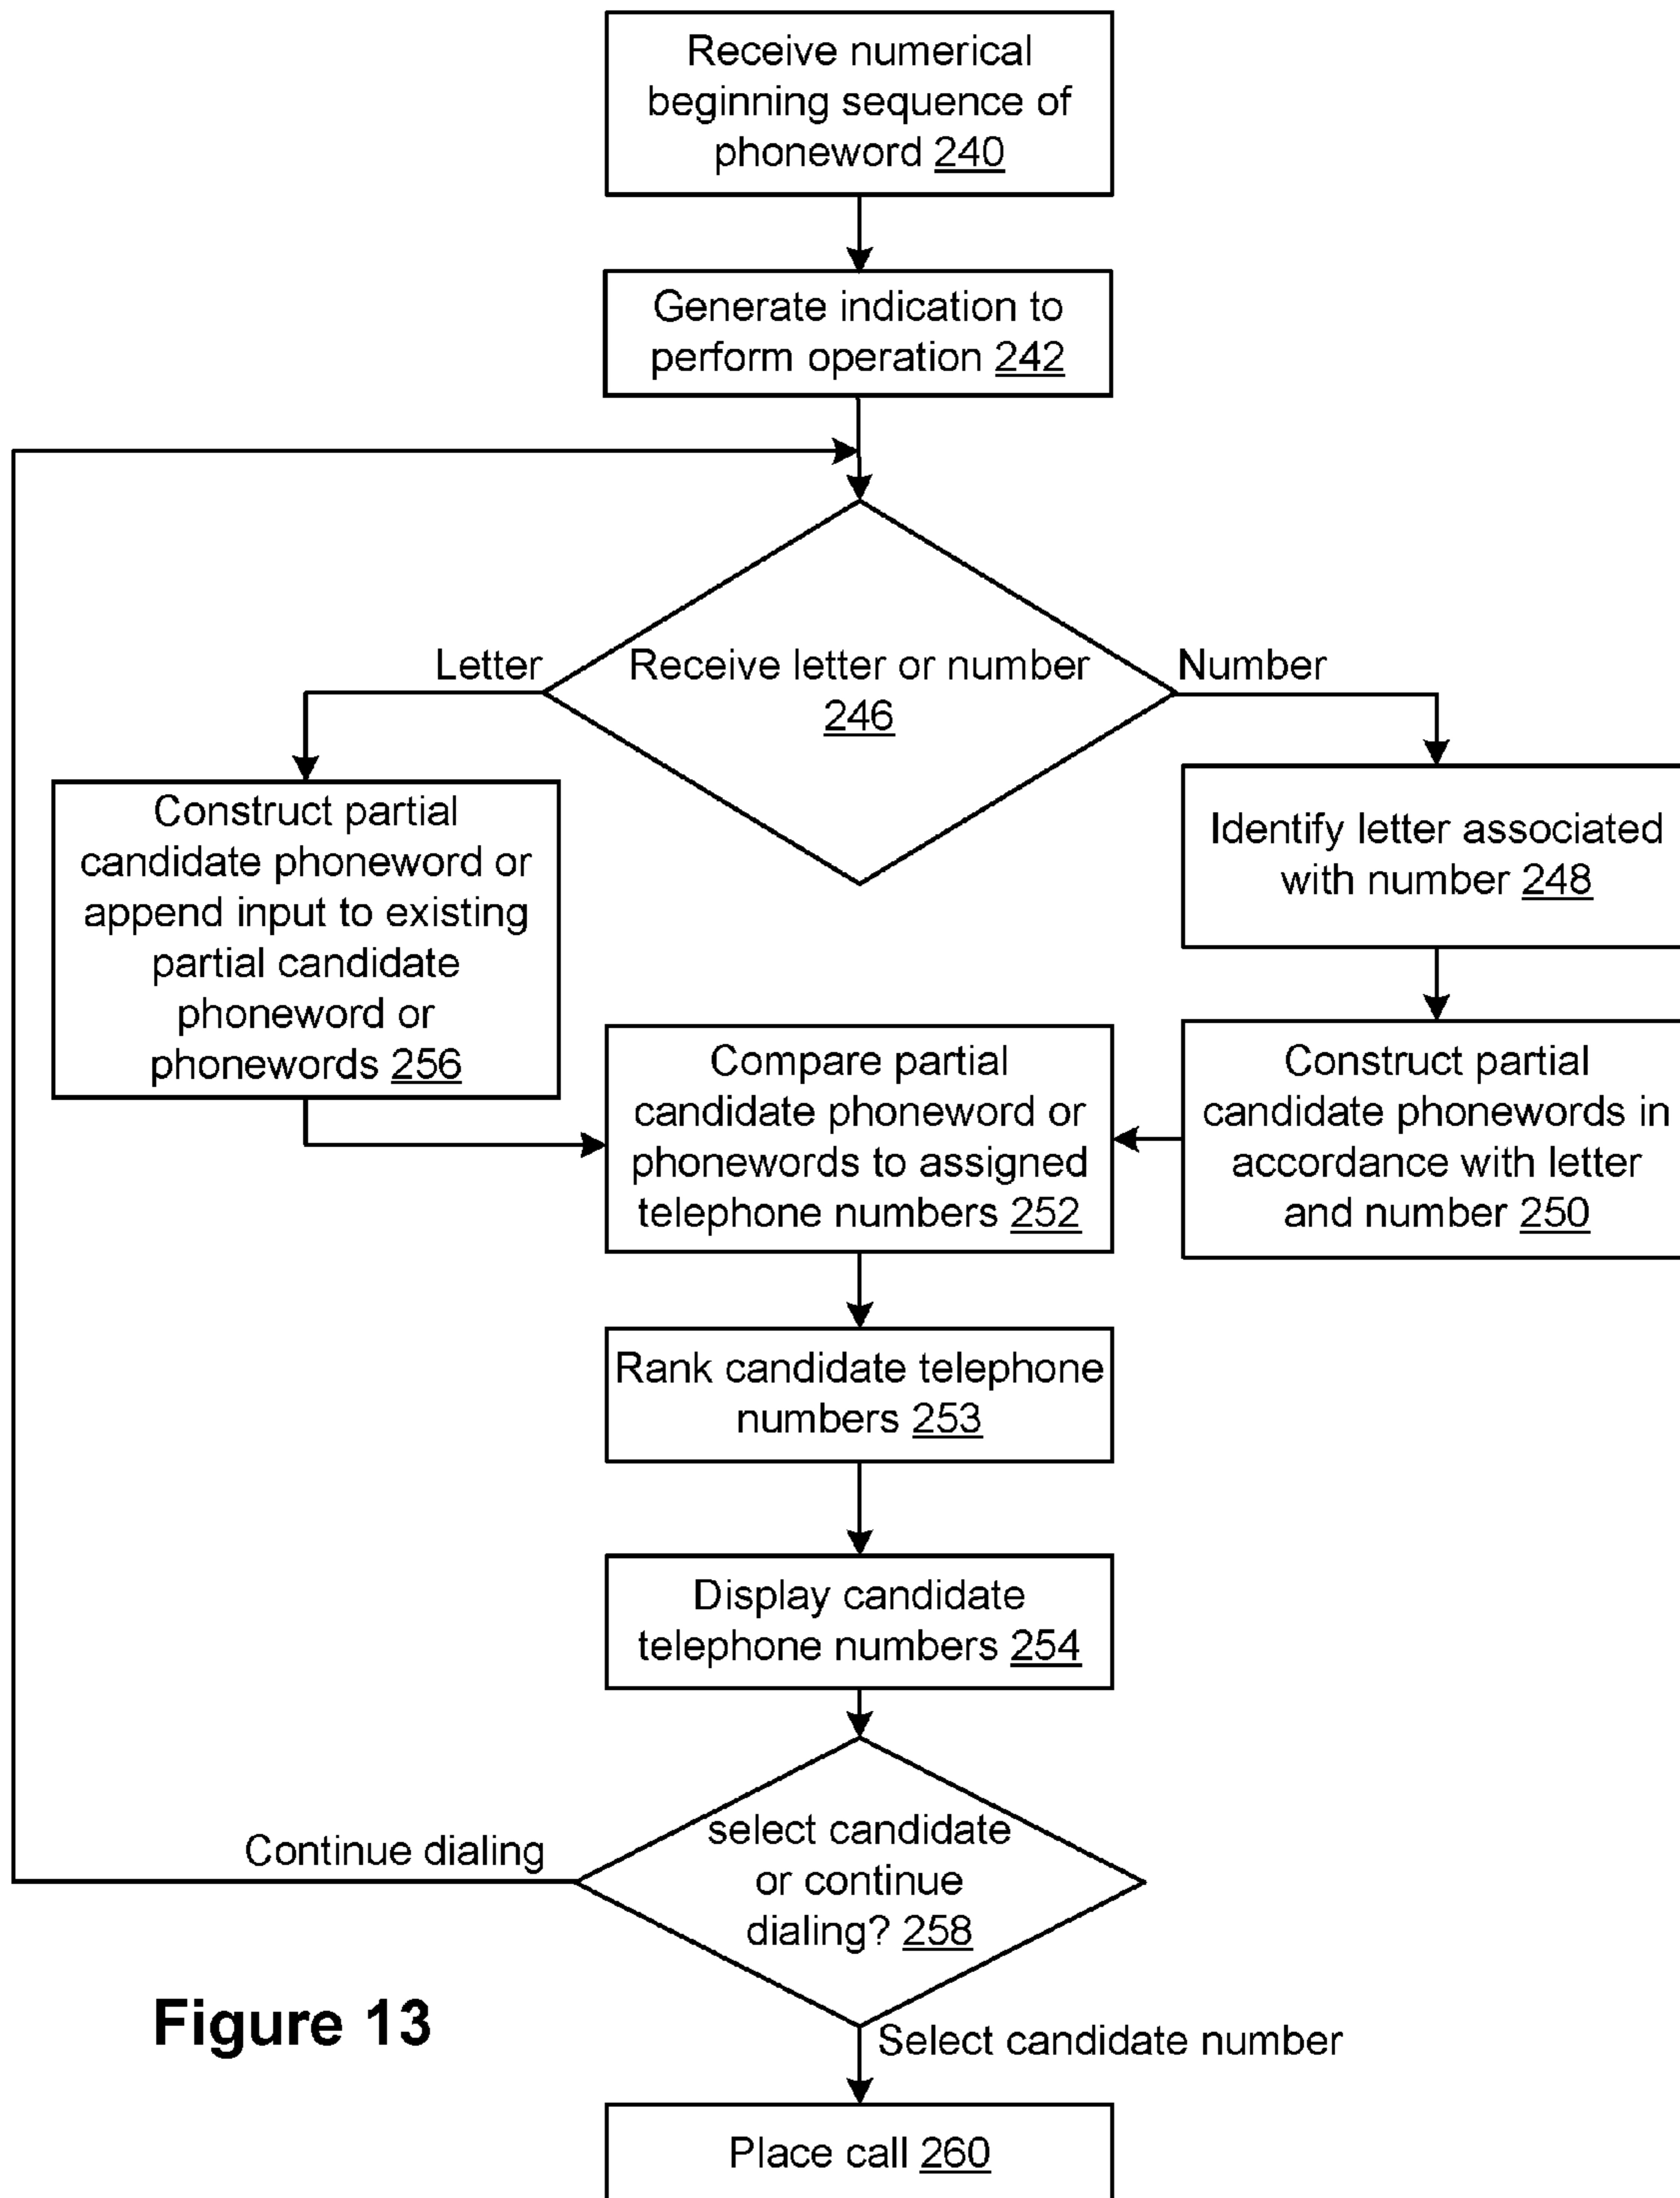 Receive numerical
beginning sequence of
phoneword 240
Generate indication to
perform operation 242
Letter
Receive letter or number
246
Number
Construct partial
candidate phoneword or
append input to existing
partial candidate
phoneword or
phonewords 256
Identify letter associated
with number 248
Compare partial
candidate phoneword or
phonewords to assigned
telephone numbers 252
Construct partial
candidate phonewords in
accordance with letter
and number 250
Rank candidate telephone
numbers 253
Display candidate
telephone numbers 254
Continue dialing
select candidate
or continue
dialing? 258
Figure 13
Select candidate number
Place call 260